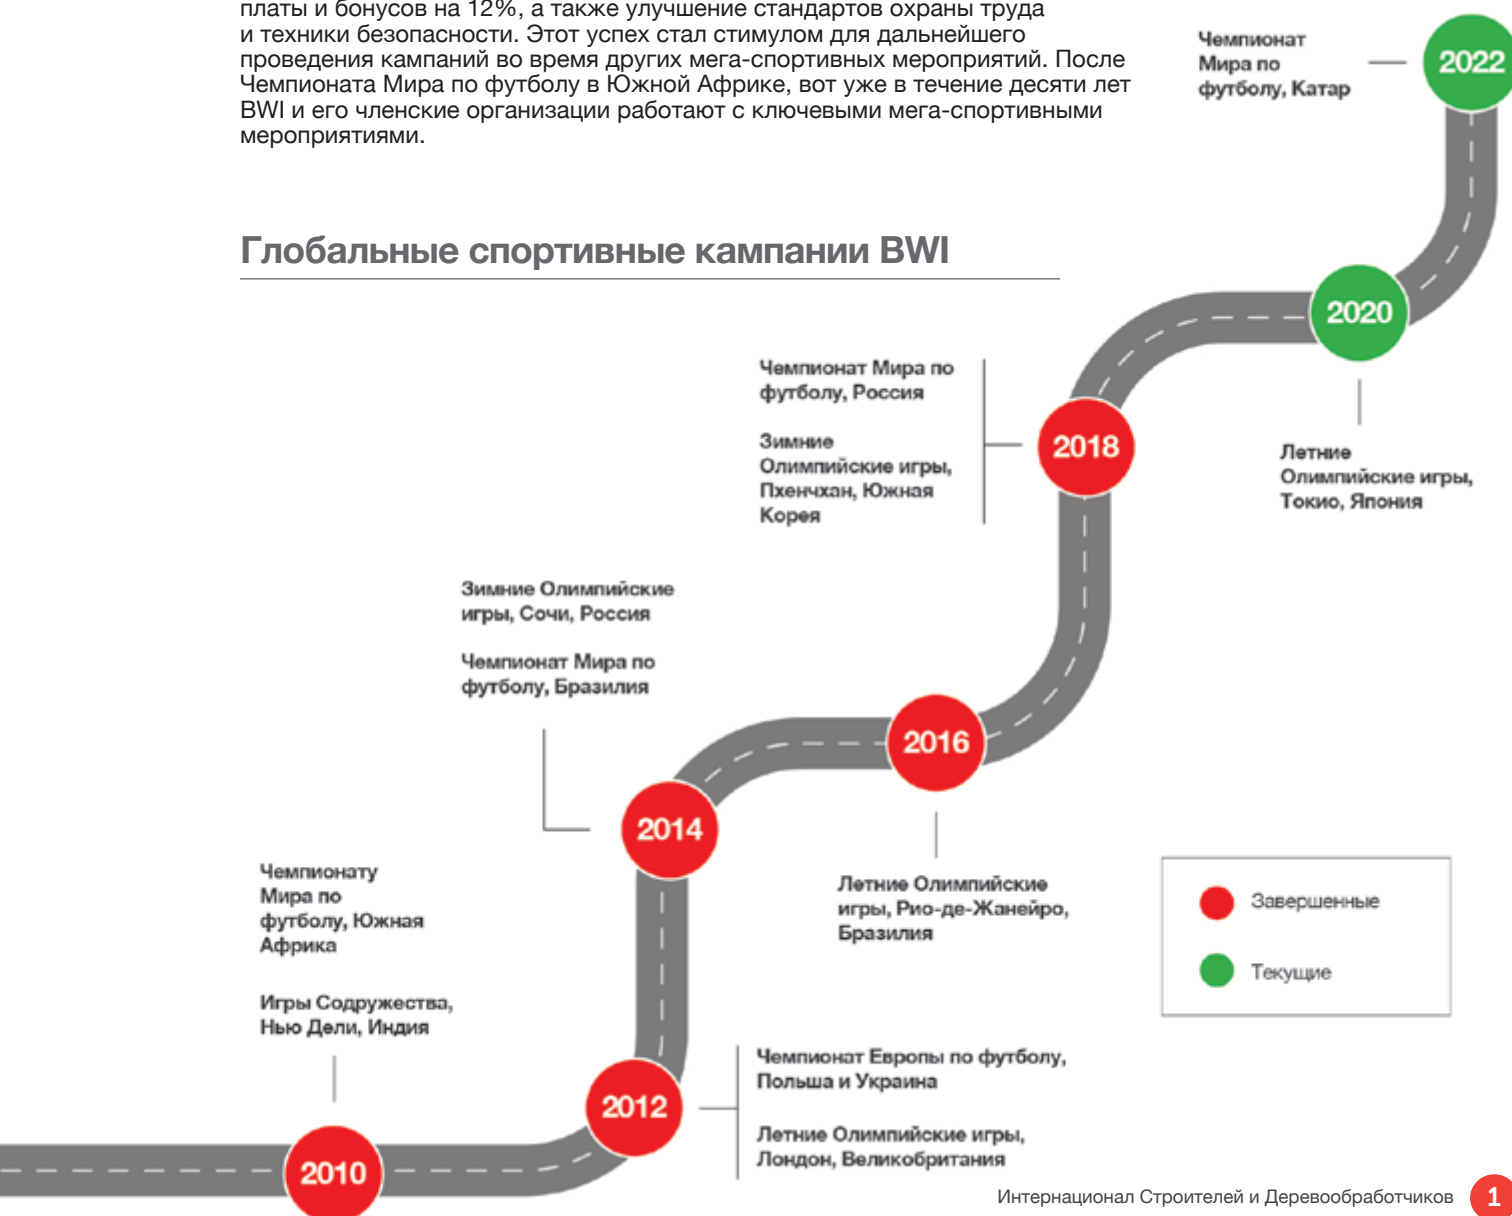 платы и бонусов на 12%, а также улучшение стандартов охраны труда
и техники безопасности. Этот успех стал стимулом для дальнейшего
проведения кампаний во время других мега-спортивных мероприятий. После
Чемпионата Мира по футболу в Южной Африке, вот уже в течение десяти лет
BWI и его членские организации работают с ключевыми мега-спортивными
мероприятиями.
Чемпионат
Мира по
футболу, Катар
2022
Глобальные спортивные кампании BWI
2020
Летние
Олимпийские игры,
Токио, Япония
Чемпионат Мира по
футболу, Россия
Зимние
Олимпийские игры,
Пхенчхан, Южная
Корея
2018
Зимние Олимпийские
игры, Сочи, Россия
Чемпионат Мира по
футболу, Бразилия
2014
2016
Летние Олимпийские
игры, Рио-де-Жанейро,
Бразилия
Завершенные
Текущие
Чемпионату
Мира по
футболу, Южная
Африка
Игры Содружества,
Нью Дели, Индия
2010
2012
Чемпионат Европы по футболу,
Польша и Украина
Летние Олимпийские игры,
Лондон, Великобритания
Интернационал Строителей и Деревообработчиков 1